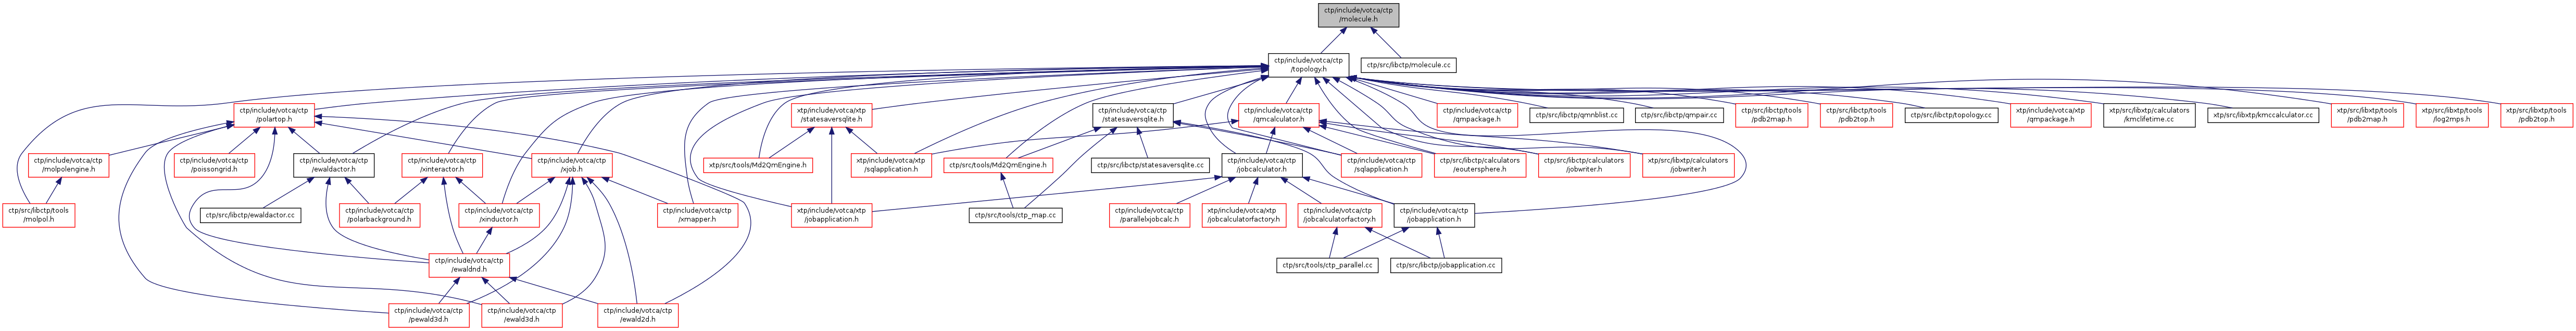 ctp/include/votca/ctp
/molecule.h
ctp/include/votca/ctp
/topology.h
ctp/src/libctp/molecule.cc
ctp/include/votca/ctp
/polartop.h
xtp/include/votca/xtp
/statesaversqlite.h
ctp/include/votca/ctp
/statesaversqlite.h
ctp/include/votca/ctp
/qmcalculator.h
ctp/include/votca/ctp
/qmpackage.h
ctp/src/libctp/qmnblist.cc
ctp/src/libctp/qmpair.cc
ctp/src/libctp/tools
/pdb2map.h
ctp/src/libctp/tools
/pdb2top.h
ctp/src/libctp/topology.cc
xtp/include/votca/xtp
/qmpackage.h
xtp/src/libxtp/calculators
/kmclifetime.cc
xtp/src/libxtp/kmccalculator.cc
xtp/src/libxtp/tools
/pdb2map.h
xtp/src/libxtp/tools
/log2mps.h
xtp/src/libxtp/tools
/pdb2top.h
ctp/include/votca/ctp
/molpolengine.h
ctp/include/votca/ctp
/poissongrid.h
ctp/include/votca/ctp
/ewaldactor.h
ctp/include/votca/ctp
/xinteractor.h
ctp/include/votca/ctp
/xjob.h
xtp/src/tools/Md2QmEngine.h
xtp/include/votca/xtp
/sqlapplication.h
ctp/src/tools/Md2QmEngine.h
ctp/src/libctp/statesaversqlite.cc
ctp/include/votca/ctp
/jobcalculator.h
ctp/include/votca/ctp
/sqlapplication.h
ctp/src/libctp/calculators
/eoutersphere.h
ctp/src/libctp/calculators
/jobwriter.h
xtp/src/libxtp/calculators
/jobwriter.h
ctp/src/libctp/tools
/molpol.h
ctp/src/libctp/ewaldactor.cc
ctp/include/votca/ctp
/polarbackground.h
ctp/include/votca/ctp
/xinductor.h
ctp/include/votca/ctp
/xmapper.h
xtp/include/votca/xtp
/jobapplication.h
ctp/src/tools/ctp_map.cc
ctp/include/votca/ctp
/parallelxjobcalc.h
xtp/include/votca/xtp
/jobcalculatorfactory.h
ctp/include/votca/ctp
/jobcalculatorfactory.h
ctp/include/votca/ctp
/jobapplication.h
ctp/include/votca/ctp
/ewaldnd.h
ctp/src/tools/ctp_parallel.cc
ctp/src/libctp/jobapplication.cc
ctp/include/votca/ctp
/pewald3d.h
ctp/include/votca/ctp
/ewald3d.h
ctp/include/votca/ctp
/ewald2d.h